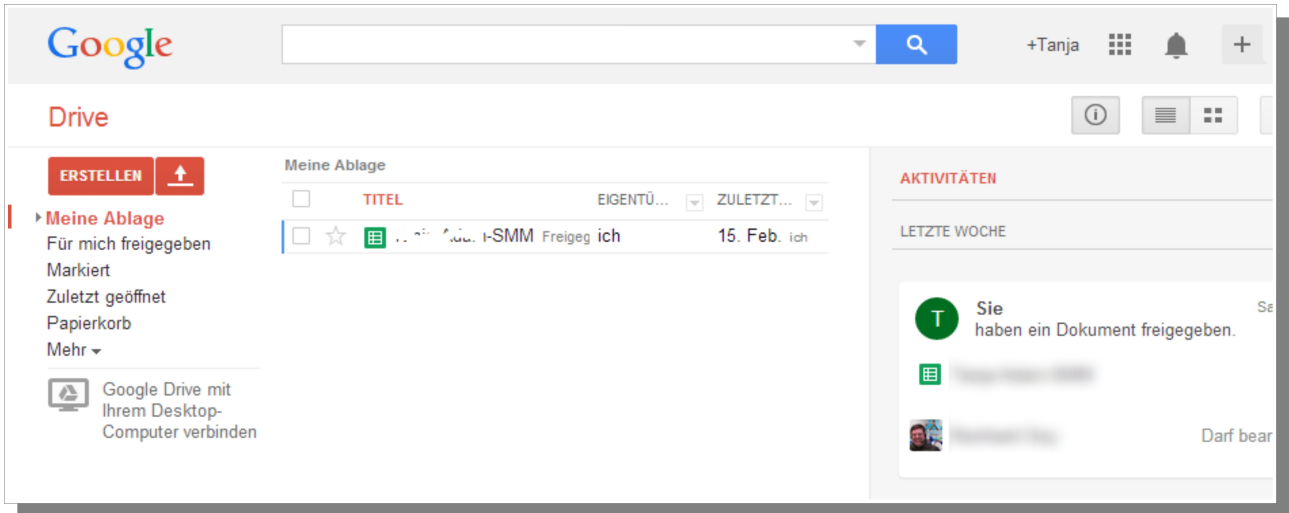 Google
+Tanja
Drive
ERSTELLEN
Meine Ablage
Für mich freigegeben
Markiert
Zuletzt geöffnet
Papierkorb
Mehr
Google Drive mit
Ihrem Desktop-
Computer verbinden
Meine Ablage
TITEL EIGENTÜ... ZULETZT...
-SMM Freigeg ich 15. Feb. ich
AKTIVITÄTEN
LETZTE WOCHE
T
Sie
haben ein Dokument freigegeben.
Darf bear